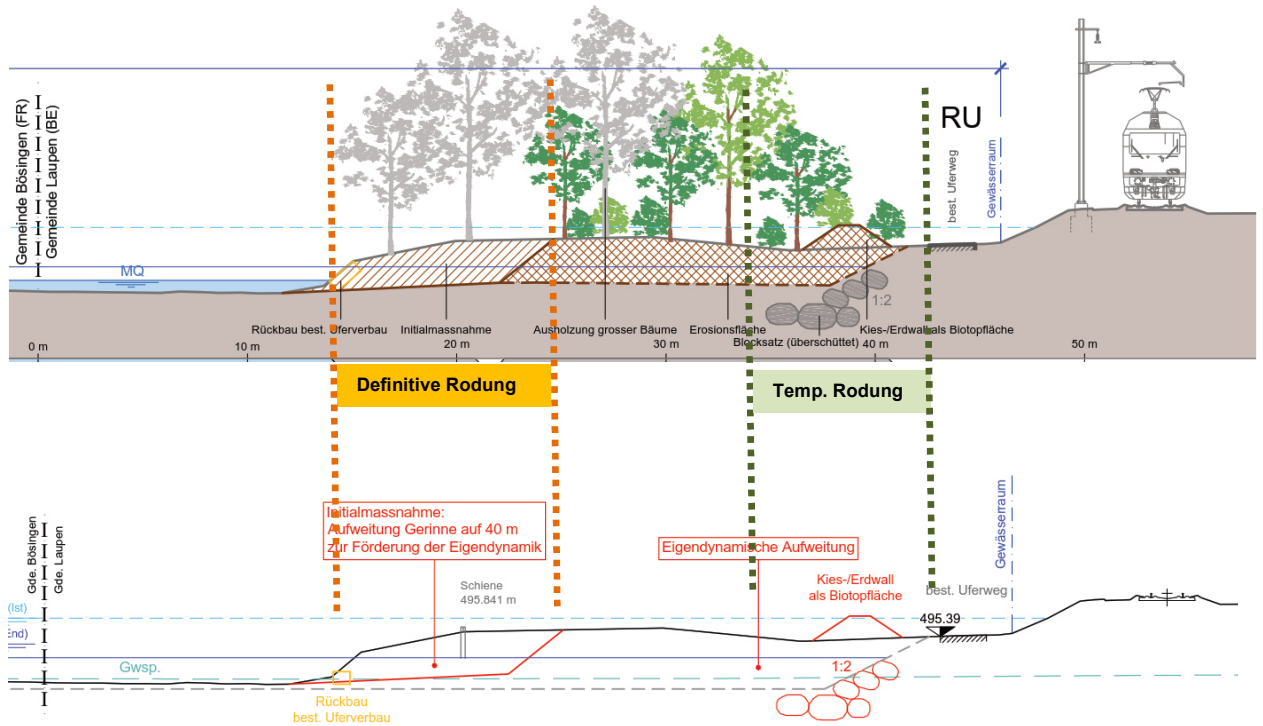 Gemeinde Bösingen (FR)
Gemeinde Laupen (BE)
RU
best. Uferweg
Gewässerraum
MQ
1:2
Rückbau best. Uferverbau
Initialmassnahme
Ausholzung grosser Bäume
Erosionsfläche
Kies-/Erdwall als Biotopfläche
Blocksatz (überschüttet)
0 m
10 m
20 m
30 m
40 m
50 m
Definitive Rodung
Temp. Rodung
Gde. Bösingen
Gde. Laupen
Initialmassnahme:
Aufweitung Gerinne auf 40 m
zur Förderung der Eigendynamik
Eigendynamische Aufweitung
Gewässerraum
Schiene
495.841 m
Kies-/Erdwall
als Biotopfläche
best. Uferweg
495.39
(Ist)
End)
Gwsp.
1:2
Rückbau
best. Uferverbau